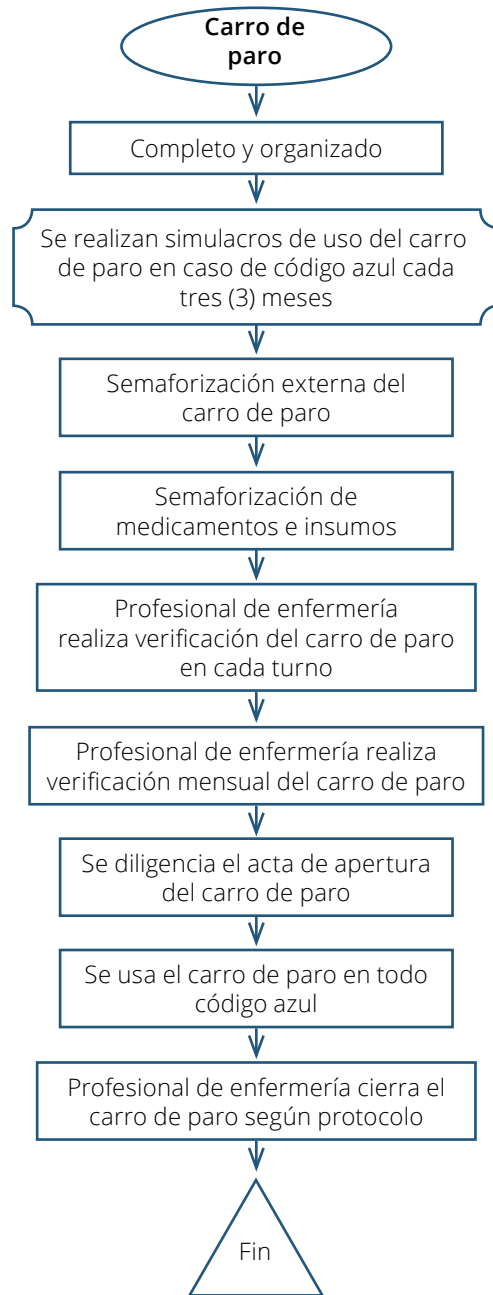 Carro de
paro
Completo y organizado
Se realizan simulacros de uso del carro
de paro en caso de código azul cada
tres (3) meses
Semaforización externa del
carro de paro
Semaforización de
medicamentos e insumos
Profesional de enfermería
realiza verificación del carro de paro
en cada turno
Profesional de enfermería realiza
verificación mensual del carro de paro
Se diligencia el acta de apertura
del carro de paro
Se usa el carro de paro en todo
código azul
Profesional de enfermería cierra el
carro de paro según protocolo
Fin